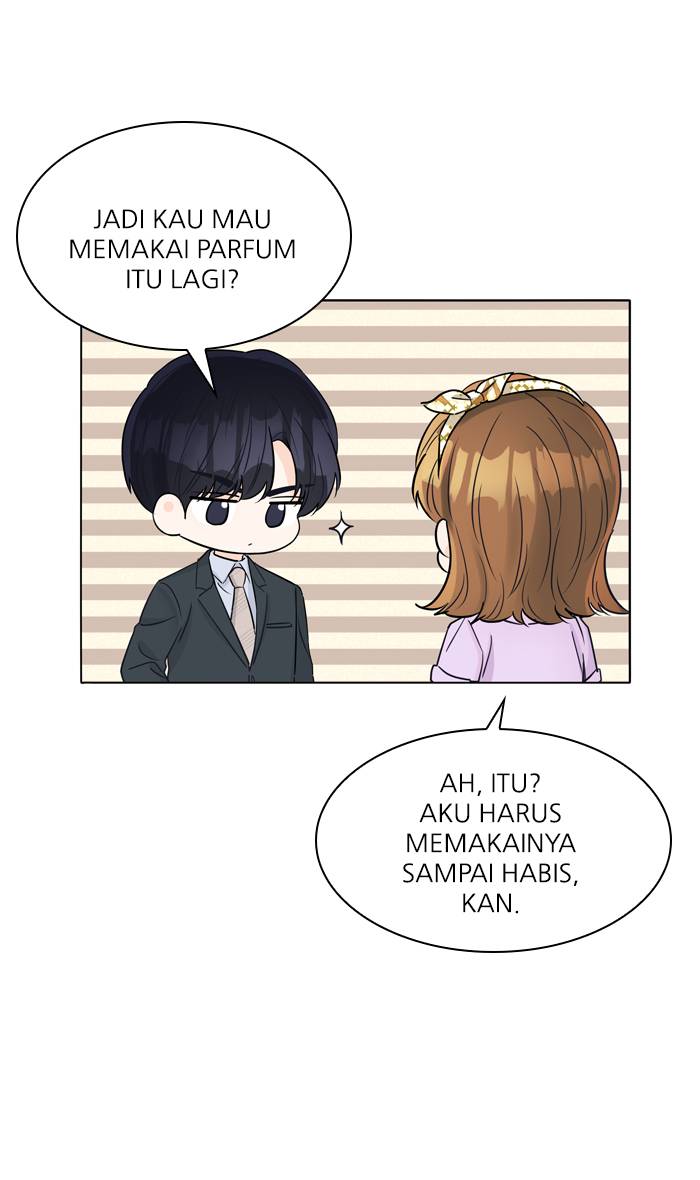 JADI KAU MAU
MEMAKAI PARFUM
ITU LAGI?
AH, ITU?
AKU HARUS
MEMAKAINYA
SAMPAI HABIS,
KAN.